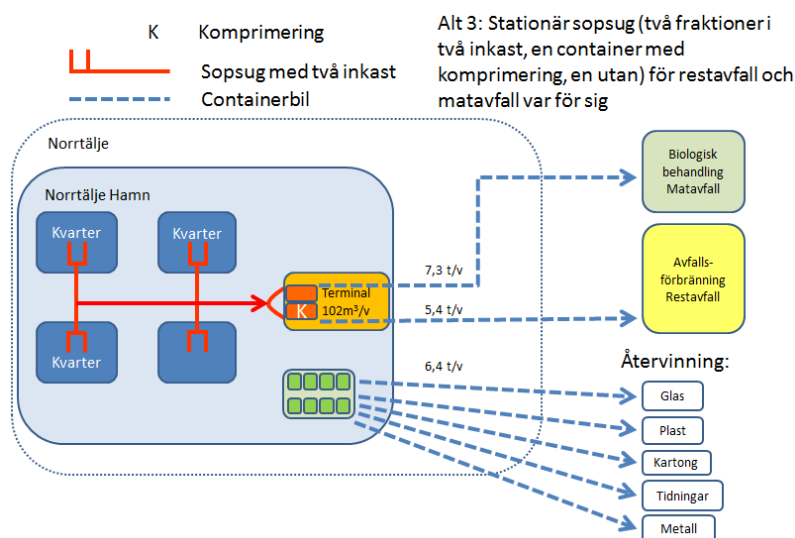 K Komprimering
Sopsug med två inkast
Containerbil
Alt 3: Stationär sopsug (två fraktioner i
två inkast, en container med
komprimering, en utan) för restavfall och
matavfall var för sig
Norrtälje
Norrtälje Hamn
Kvarter
Kvarter
Kvarter
Terminal
K 102m³/v
7,3 t/v
5,4 t/v
6,4 t/v
Biologisk
behandling
Matavfall
Avfalls-
förbränning
Restavfall
Återvinning:
Glas
Plast
Kartong
Tidningar
Metall